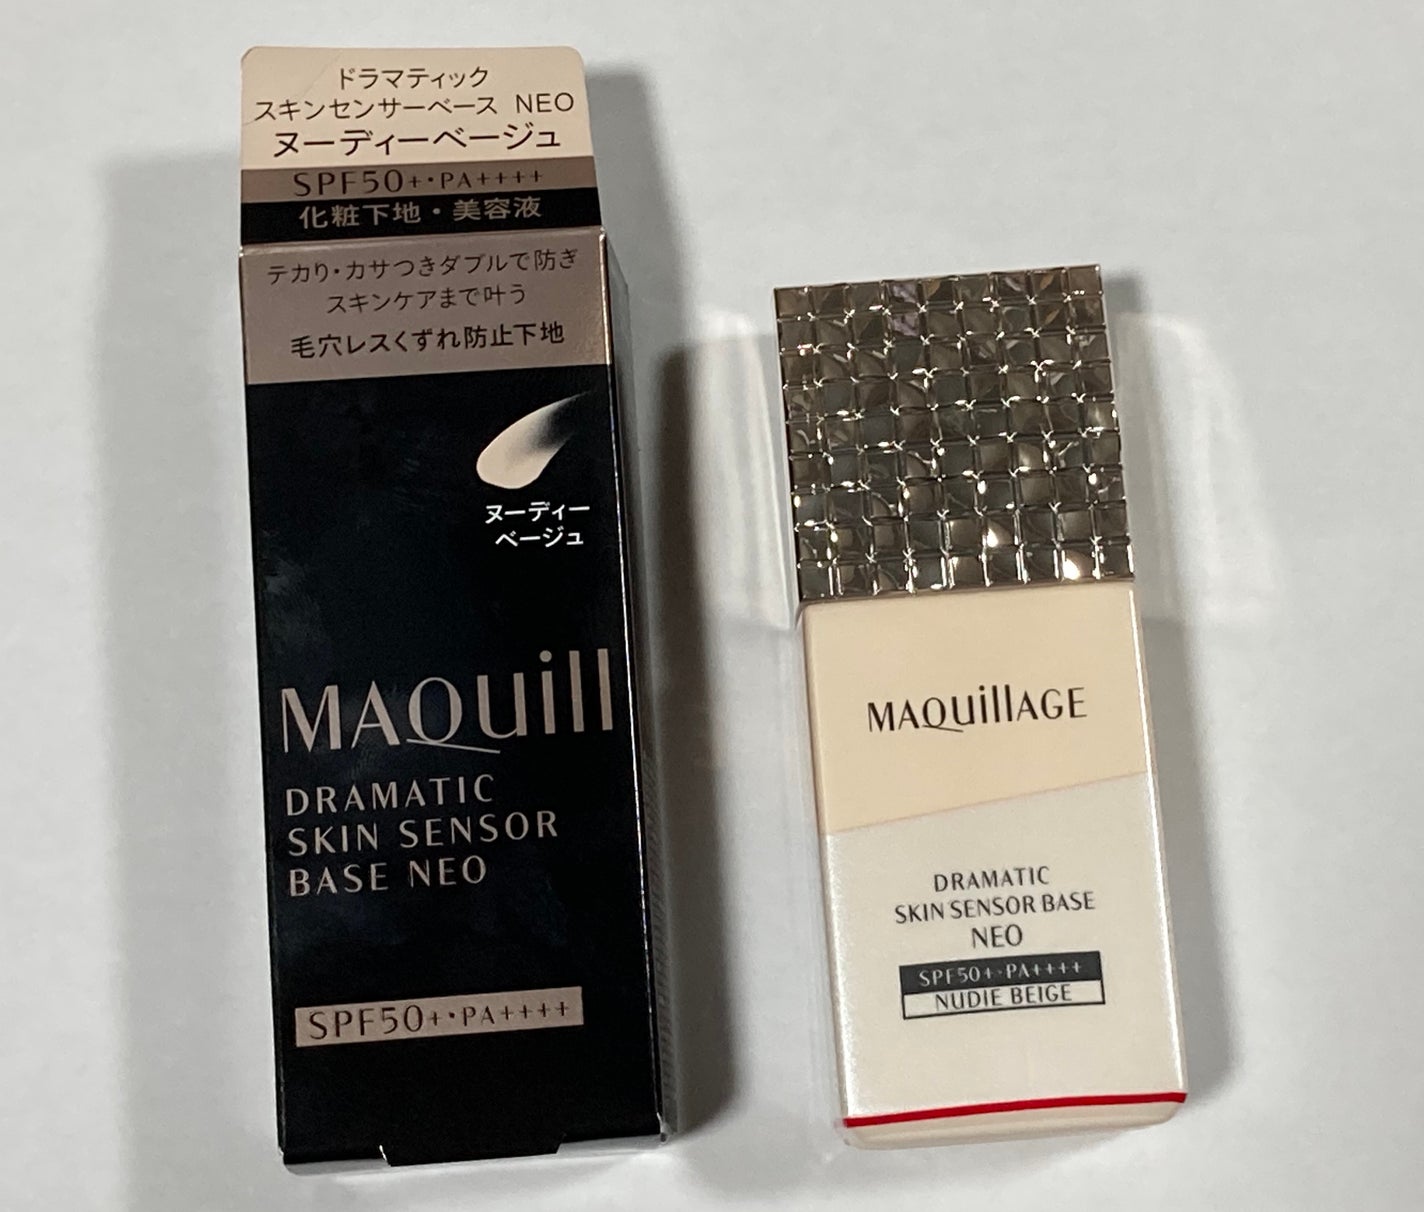 ドラマティック
スキンセンサーベース NEO
ヌーディーベージュ
SPF50+・PA++++
化粧下地・美容液
テカり・カサつきダブルで防ぎ
スキンケアまで叶う
毛穴レスくずれ防止下地
ヌーディー
ベージュ
MAQuill
DRAMATIC
SKIN SENSOR
BASE NEO
SPF50+・PA++++
MAQuillAGE
DRAMATIC
SKIN SENSOR BASE
NEO
SPF50+・PA++++
NUDIE BEIGE